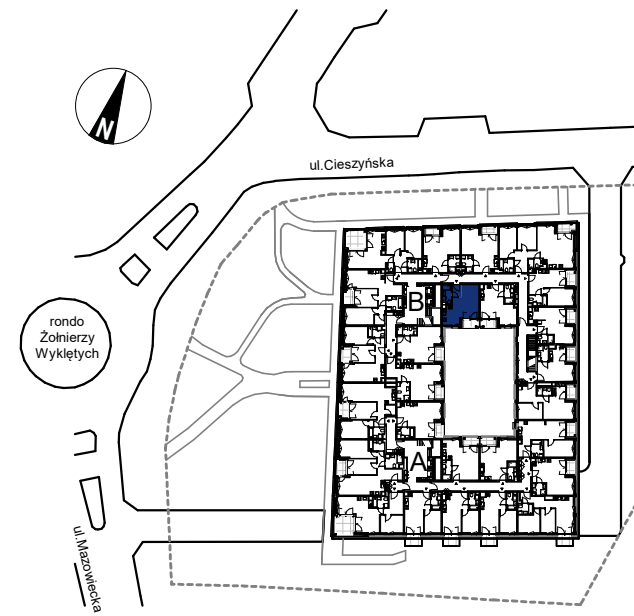 N
ul.Cieszyńska
B
rondo
Żołnierzy
Wyklętych
A
ul.Mazowiecka